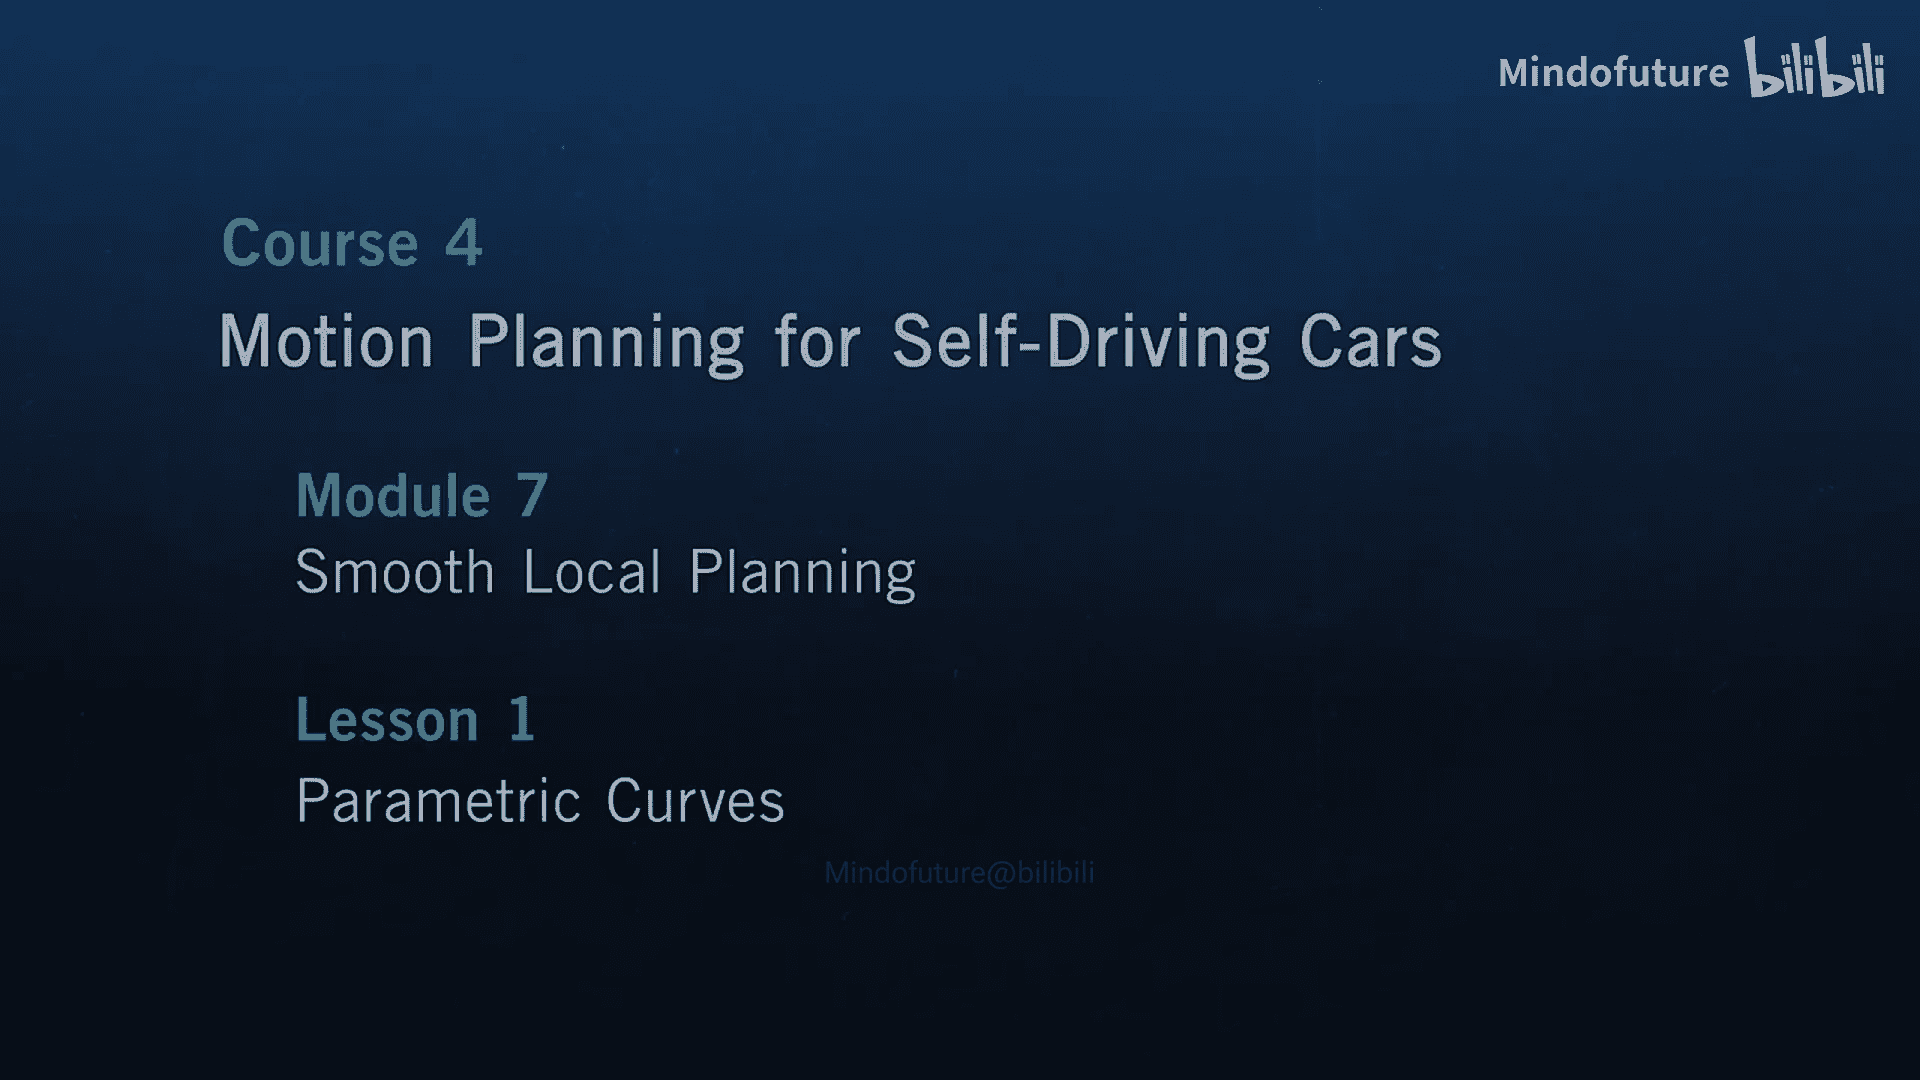 Mindofuture bilibili
Course 4
Motion Planning for Self-Driving Cars
Module 7
Smooth Local Planning
Lesson 1
Parametric Curves
Mindofuture@bilibili